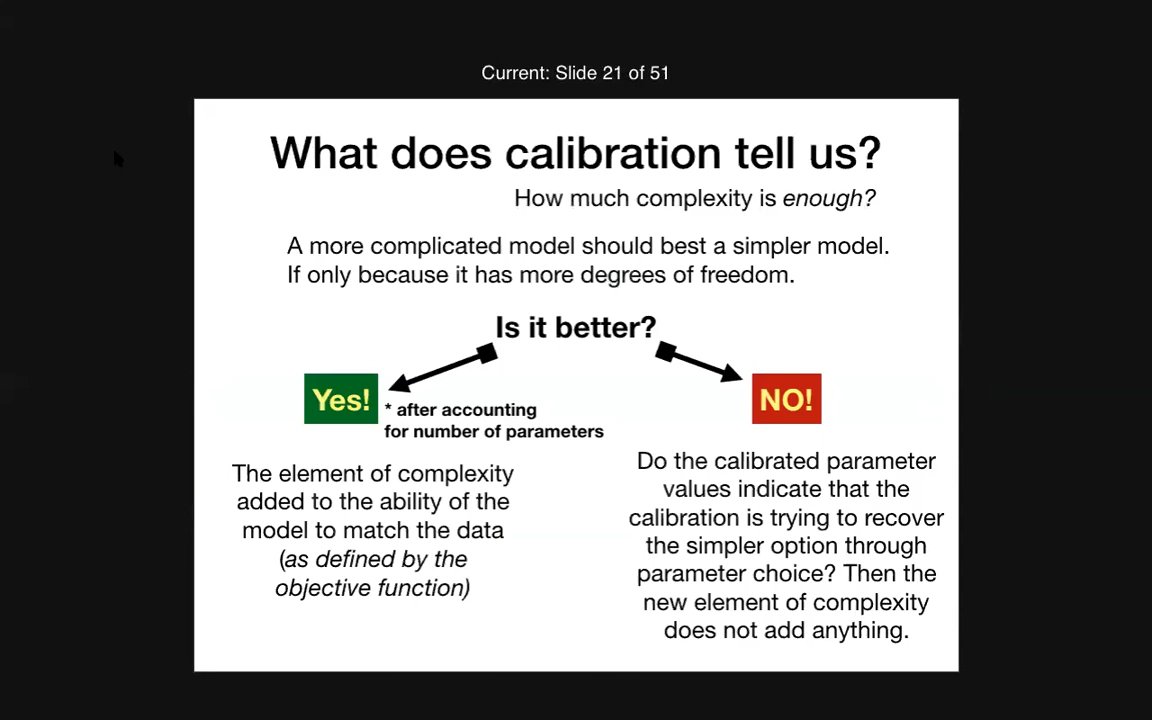 Current: Slide 21 of 51
What does calibration tell us?
How much complexity is enough?
A more complicated model should best a simpler model.
If only because it has more degrees of freedom.
Is it better?
Yes!
* after accounting
for number of parameters
The element of complexity
added to the ability of the
model to match the data
(as defined by the
objective function)
NO!
Do the calibrated parameter
values indicate that the
calibration is trying to recover
the simpler option through
parameter choice? Then the
new element of complexity
does not add anything.